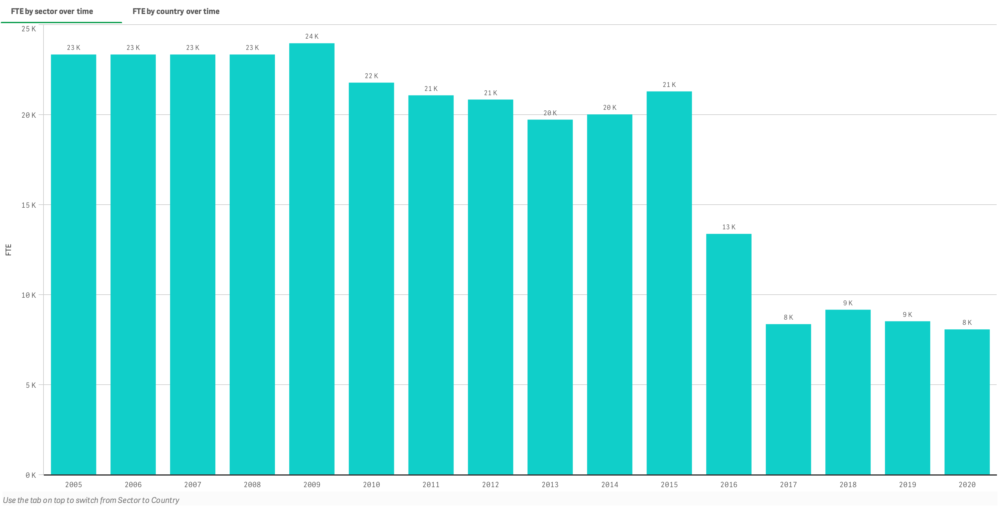 FTE by sector over time
FTE by country over time
25 K
20 K
15 K
10 K
5 K
0 K
FTE
23 K
23 K
23 K
23 K
24 K
22 K
21 K
21 K
20 K
20 K
21 K
13 K
8 K
9 K
9 K
8 K
2005 2006 2007 2008 2009 2010 2011 2012 2013 2014 2015 2016 2017 2018 2019 2020
Use the tab on top to switch from Sector to Country